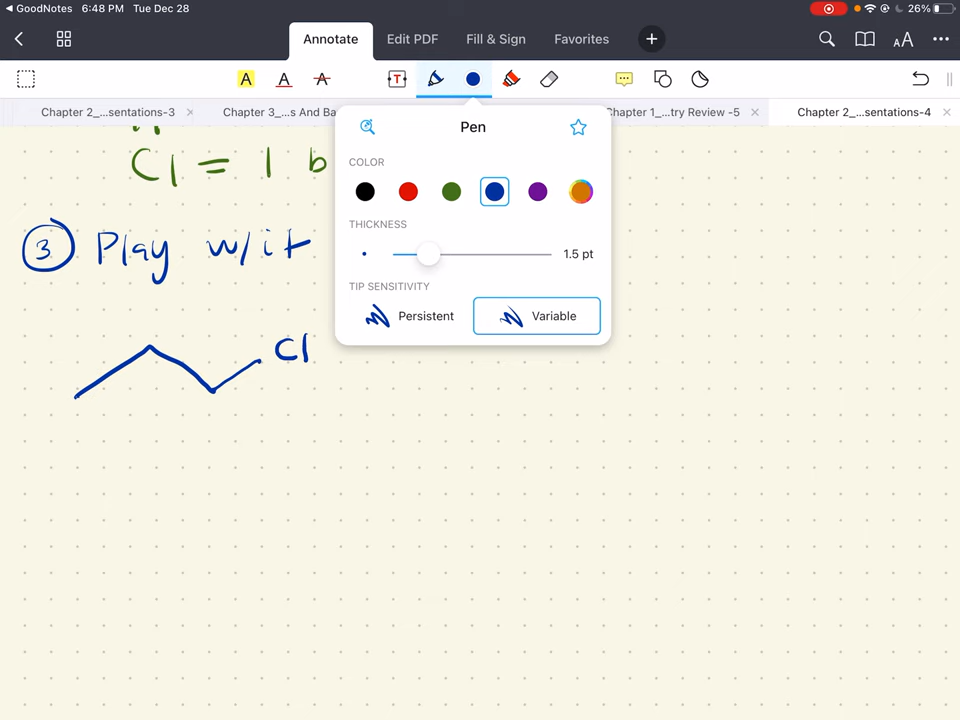 GoodNotes 6:48 PM Tue Dec 28 26%
Annotate Edit PDF Fill & Sign Favorites
A A A T AA
Chapter 2_...sentations-3 Chapter 3_...s And Ba chapter 1_...try Review -5 Chapter 2_...sentations-4
Pen
COLOR
THICKNESS
1.5 pt
TIP SENSITIVITY
Persistent Variable
Cl = 1 b
③ Play w/it
Cl